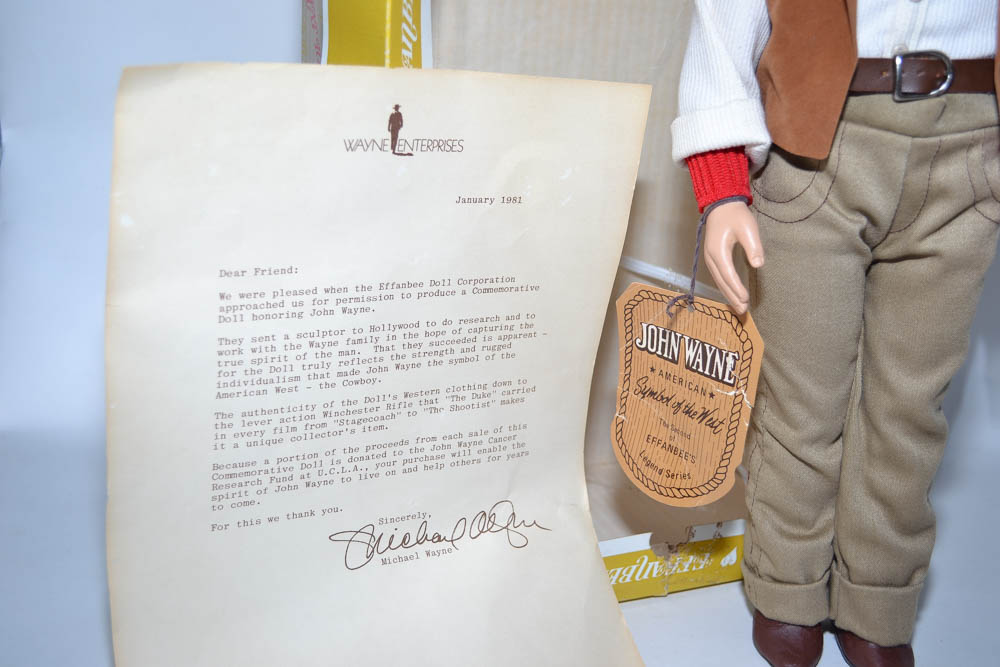 WAYNE ENTERPRISES
January 1981
Dear Friend:
We were pleased when the Effanbee Doll Corporation
approached us for permission to produce a Commemorative
Doll honoring John Wayne.
They sent a sculptor to Hollywood to do research and to
work with the Wayne family in the hope of capturing the
true spirit of the man. That they succeeded is apparent -
for the Doll truly reflects the strength and rugged
individualism that made John Wayne the symbol of the
American West - the Cowboy.
The authenticity of the Doll's Western clothing down to
the lever action Winchester Rifle that "The Duke" carried
in every film from "Stagecoach" to "The Shootist" makes
it a unique collector's item.
Because a portion of the proceeds from each sale of this
Commemorative Doll is donated to the John Wayne Cancer
Research Fund at U.C.L.A., your purchase will enable the
spirit of John Wayne to live on and help others for years
to come.
For this we thank you.
Sincerely,
Michael Wayne
JOHN WAYNE
★ AMERICAN ★
Symbol of the West
The Second
of
EFFANBEE's
Legend Series
EFFANBE